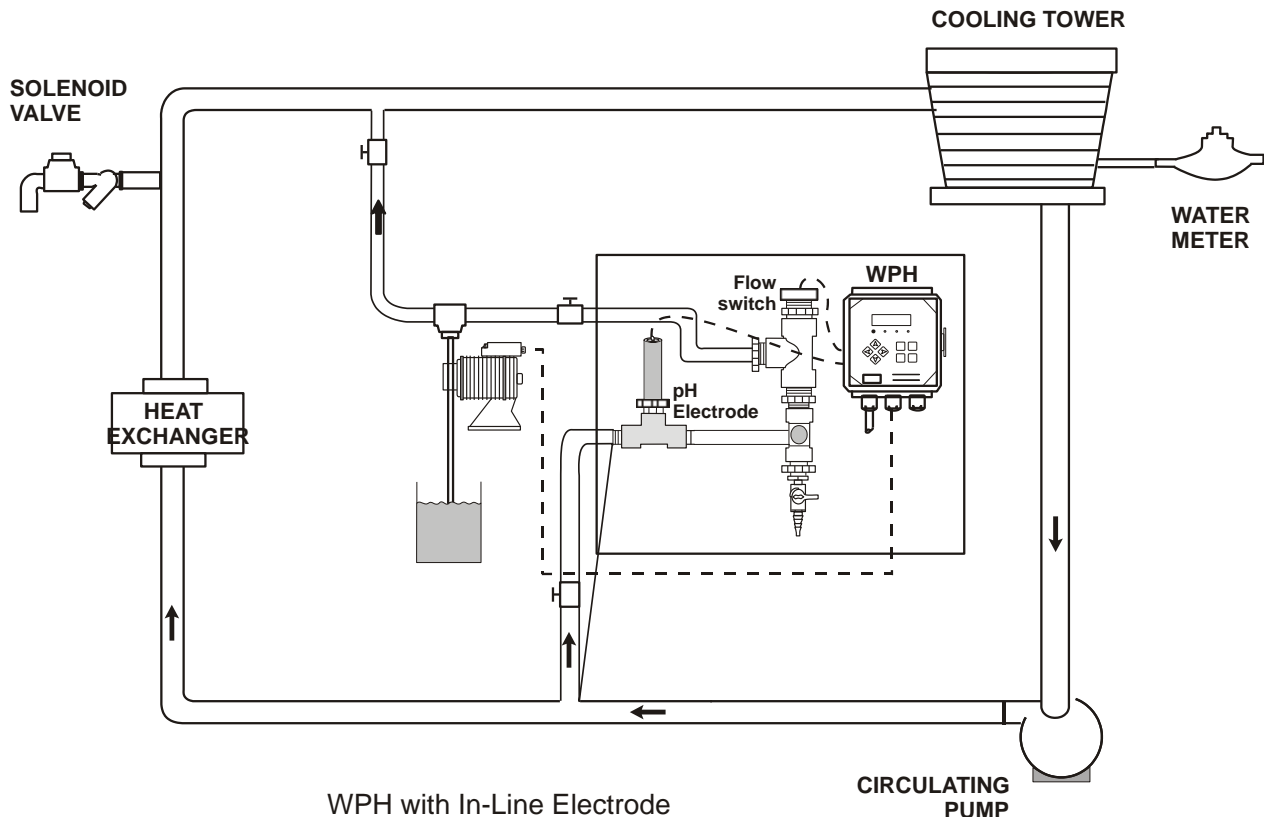 COOLING TOWER
SOLENOID
VALVE
WATER
METER
Flow
switch
WPH
pH
Electrode
HEAT
EXCHANGER
CIRCULATING
PUMP
WPH with In-Line Electrode